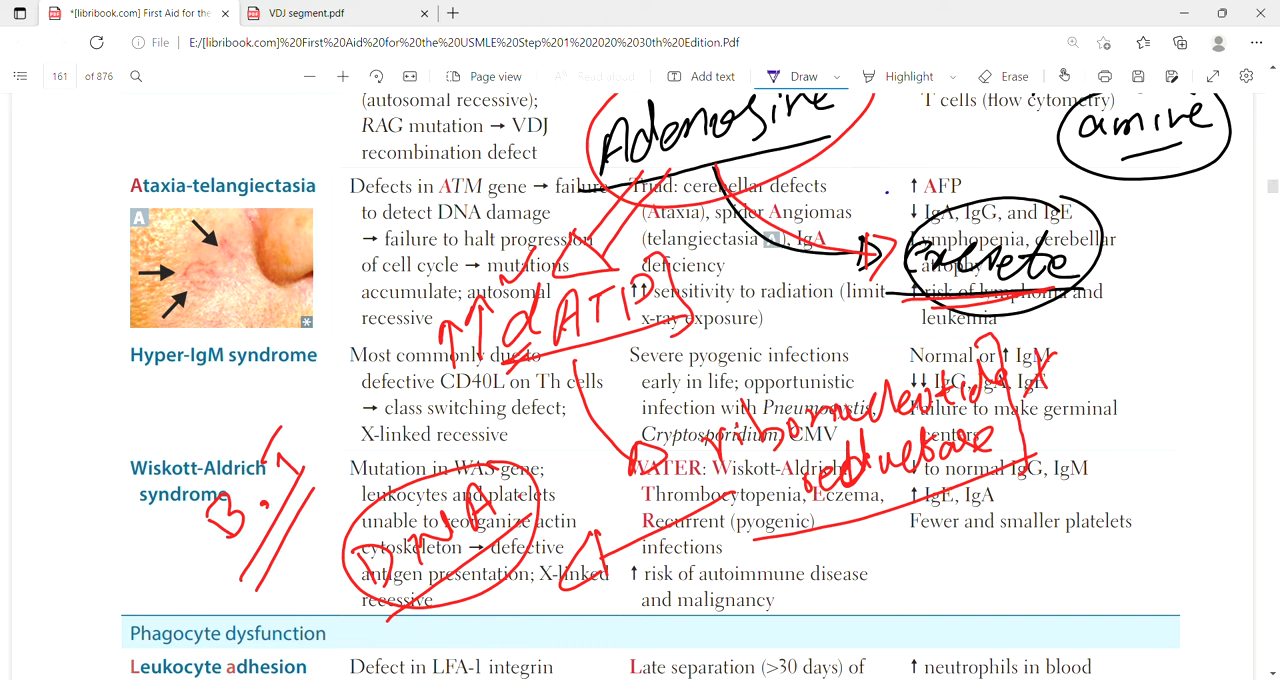 *[libribook.com] First Aid for the
VDJ segment.pdf
File
E:/[libribook.com]%20First%20Aid%20for%20the%20USMLE%20Step%201%202020%2030th%20Edition.Pdf
161 of 876
Page view
Read aloud
Add text
Draw
Highlight
Erase
(autosomal recessive);
RAG mutation → VDJ
recombination defect
T cells (flow cytometry)
Adenosine
amine
Ataxia-telangiectasia
A
Defects in ATM gene → failure
to detect DNA damage
→ failure to halt progression
of cell cycle → mutations
accumulate; autosomal
recessive
Triad: cerebellar defects
(Ataxia), spider Angiomas
(telangiectasia A), IgA
deficiency
↑↑ sensitivity to radiation (limit
x-ray exposure)
↑ AFP
↓ IgA, IgG, and IgE
Lymphopenia, cerebellar
atrophy
↑ risk of lymphoma and
leukemia
Excrete
↑↑ dATP
Hyper-IgM syndrome
Most commonly due to
defective CD40L on Th cells
→ class switching defect;
X-linked recessive
Severe pyogenic infections
early in life; opportunistic
infection with Pneumocystis,
Cryptosporidium, CMV
Normal or ↑ IgM
↓↓ IgG, IgA, IgE
Failure to make germinal
centers
ribonucleotide
Wiskott-Aldrich
syndrome
Mutation in WAS gene;
leukocytes and platelets
unable to reorganize actin
cytoskeleton → defective
antigen presentation; X-linked
recessive
WATER: Wiskott-Aldrich:
Thrombocytopenia, Eczema,
Recurrent (pyogenic)
infections
↑ risk of autoimmune disease
and malignancy
↓ to normal IgG, IgM
↑ IgE, IgA
Fewer and smaller platelets
DNA
Phagocyte dysfunction
Leukocyte adhesion
Defect in LFA-1 integrin
Late separation (>30 days) of
↑ neutrophils in blood